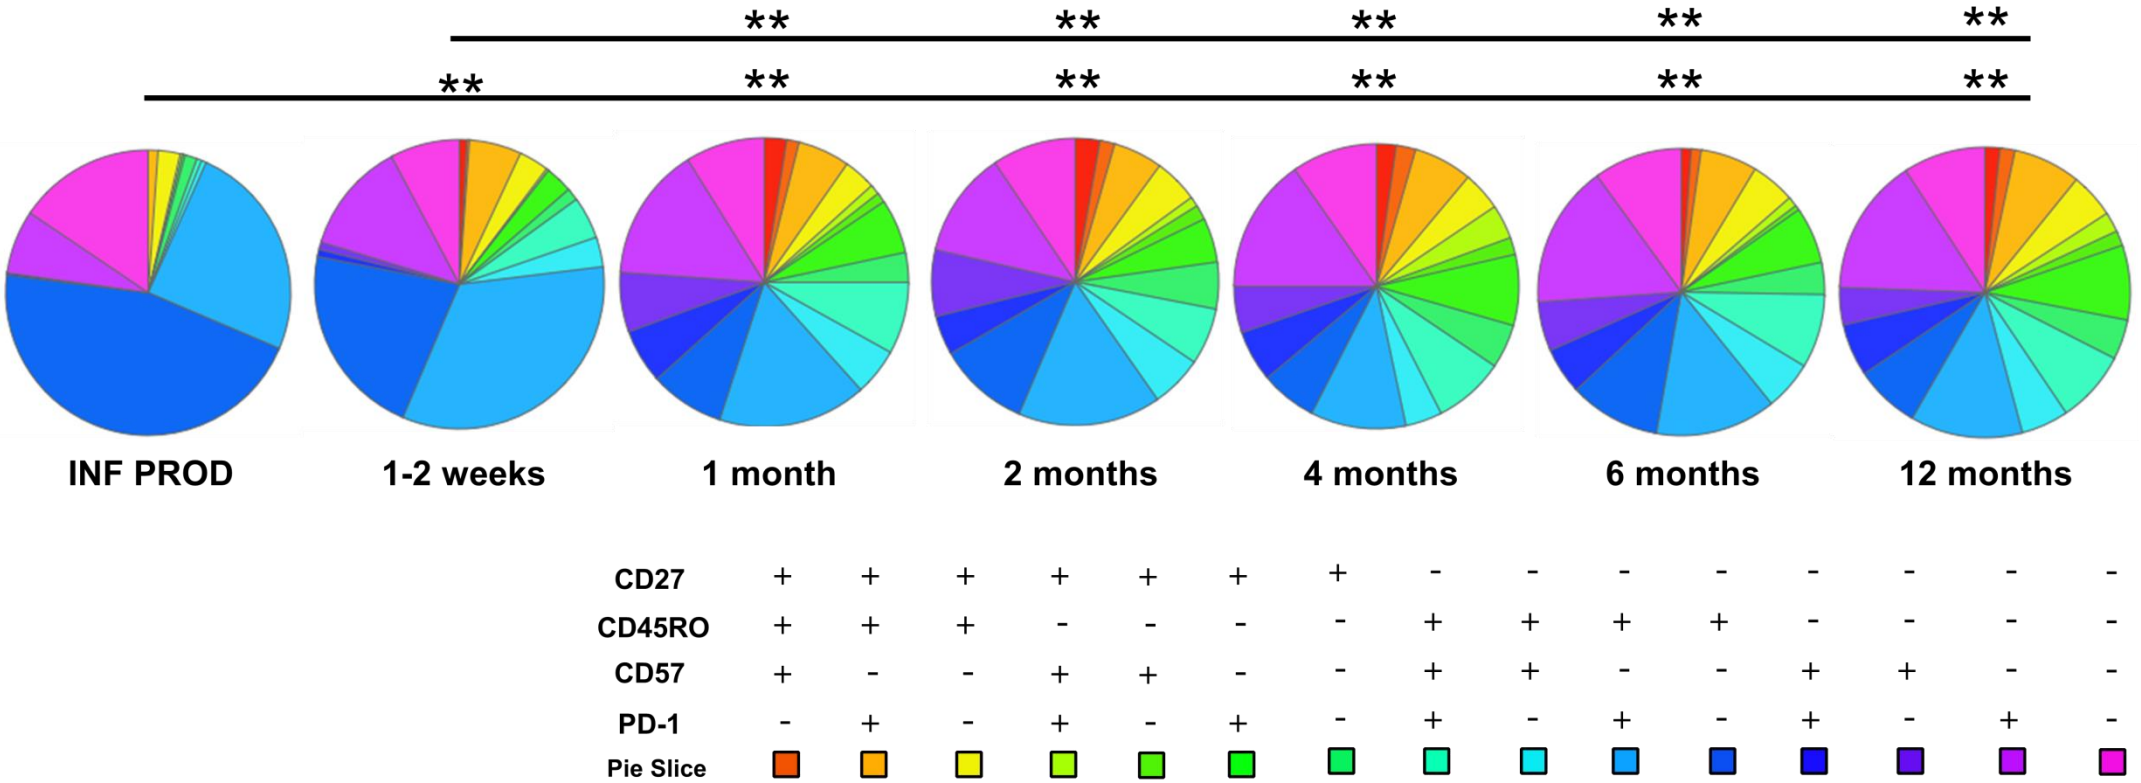 ** ** ** ** **
** ** ** ** ** **
INF PROD 1-2 weeks 1 month 2 months 4 months 6 months 12 months
CD27 + + + + + + + - - - - - - - -
CD45RO + + + - - - - + + + + - - - -
CD57 + - - + + - - + + - - + + - -
PD-1 - + - + - + - + - + - + - + -
Pie Slice